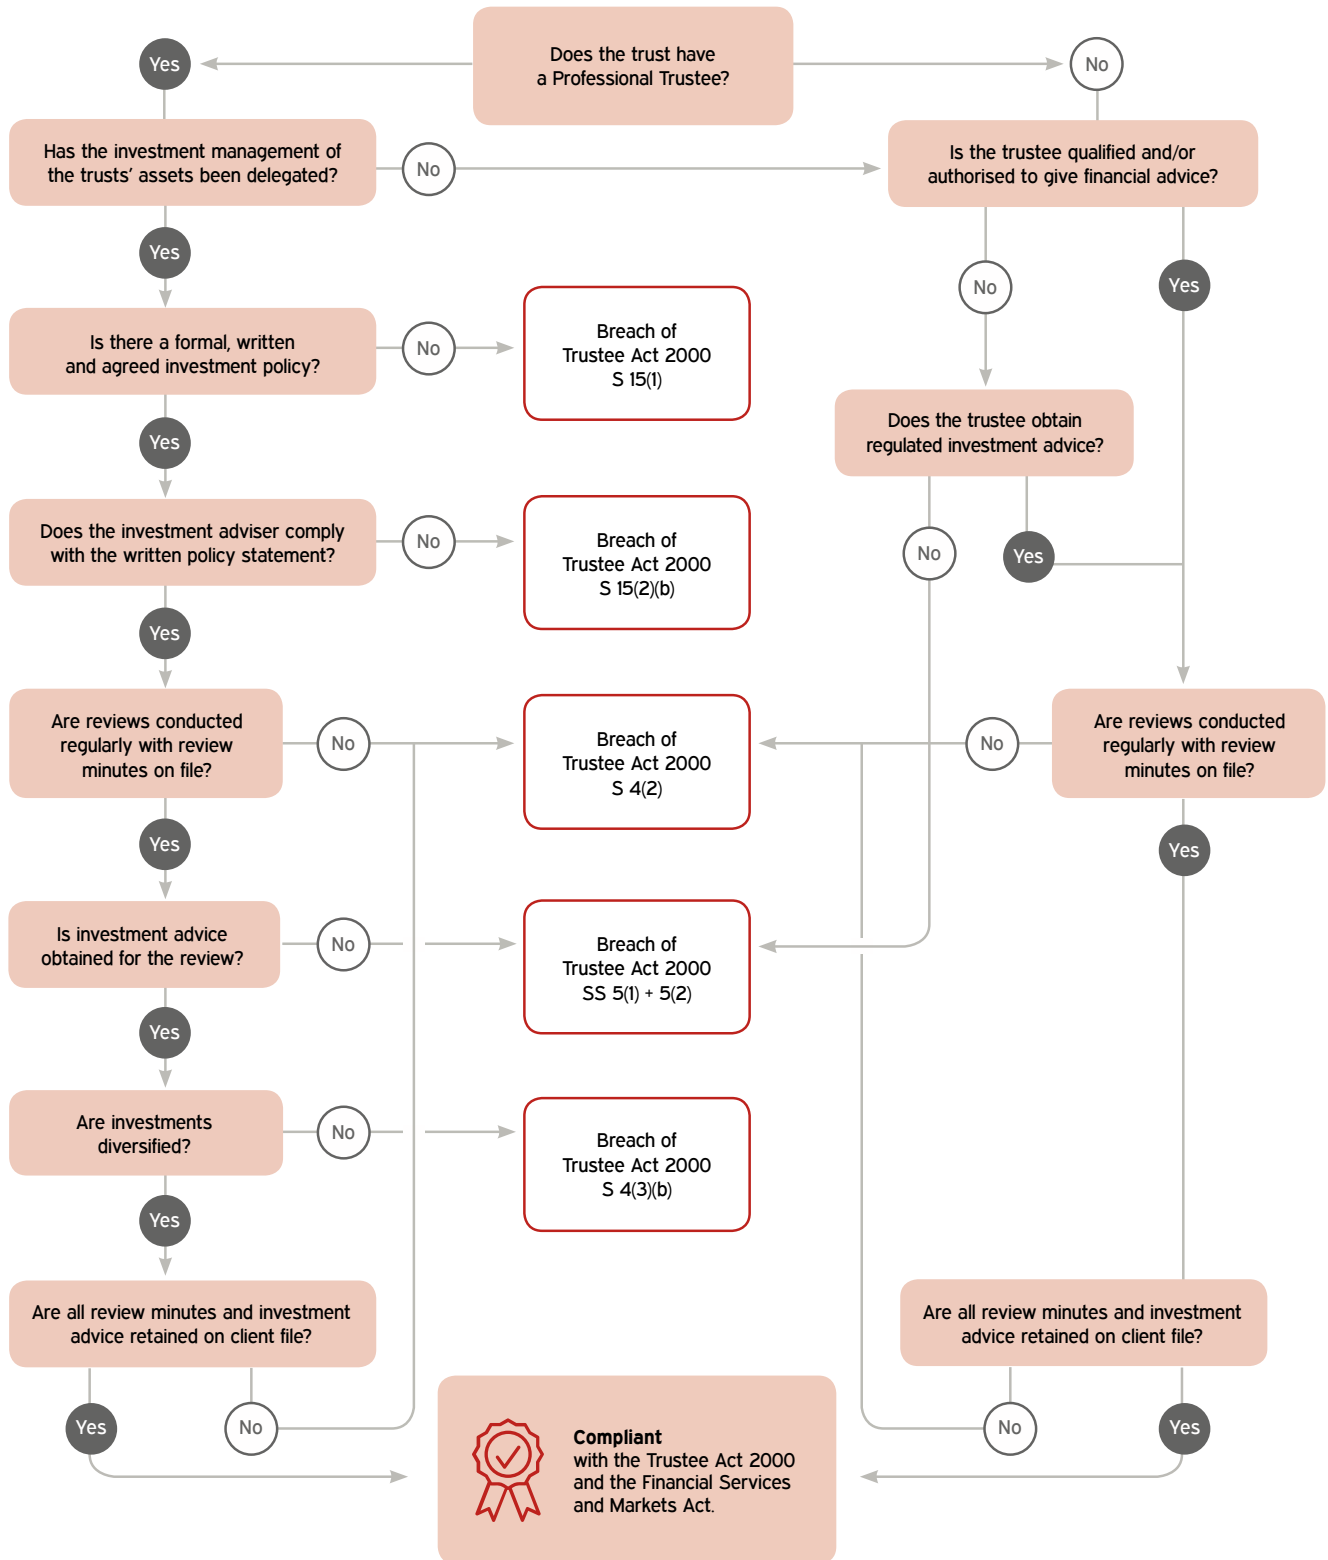 Does the trust have
a Professional Trustee?
Yes
No
Has the investment management of
the trusts' assets been delegated?
No
Is the trustee qualified and/or
authorised to give financial advice?
Yes
No
Yes
Is there a formal, written
and agreed investment policy?
No
Breach of
Trustee Act 2000
S 15(1)
Does the trustee obtain
regulated investment advice?
Yes
Does the investment adviser comply
with the written policy statement?
No
Breach of
Trustee Act 2000
S 15(2)(b)
No
Yes
Yes
Are reviews conducted
regularly with review
minutes on file?
No
Breach of
Trustee Act 2000
S 4(2)
No
Are reviews conducted
regularly with review
minutes on file?
Yes
Yes
Is investment advice
obtained for the review?
No
Breach of
Trustee Act 2000
SS 5(1) + 5(2)
Yes
Are investments
diversified?
No
Breach of
Trustee Act 2000
S 4(3)(b)
Yes
Are all review minutes and investment
advice retained on client file?
Are all review minutes and investment
advice retained on client file?
Yes
No
No
Yes
Compliant
with the Trustee Act 2000
and the Financial Services
and Markets Act.